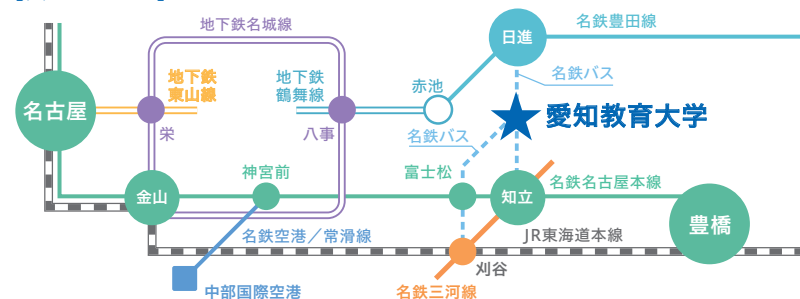 地下鉄名城線
名鉄豊田線
日進
地下鉄
東山線
地下鉄
鶴舞線
赤池
名鉄バス
名古屋
愛知教育大学
栄
八事
名鉄バス
神宮前
富士松
名鉄名古屋本線
金山
知立
豊橋
名鉄空港／常滑線
JR東海道本線
刈谷
中部国際空港
名鉄三河線